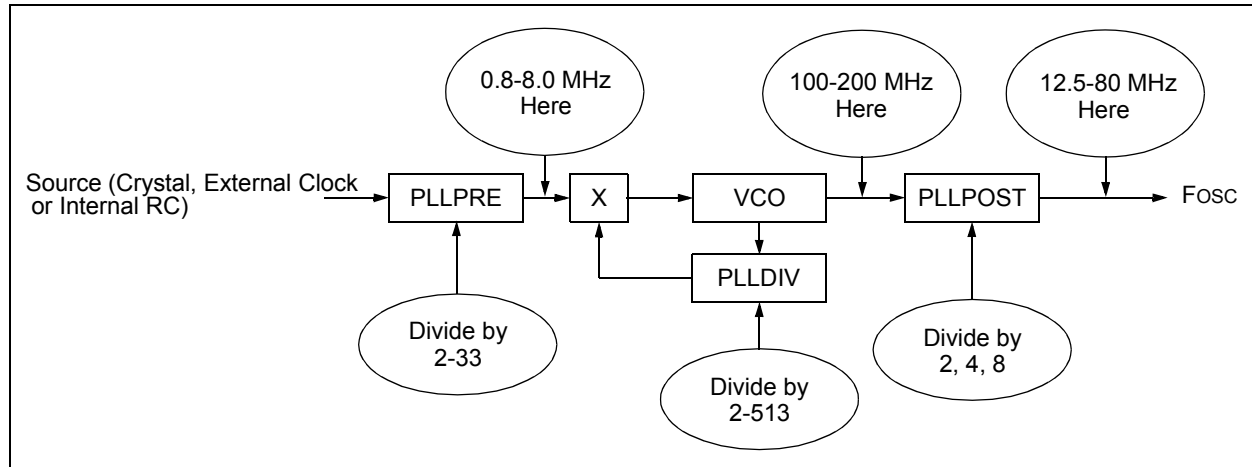 0.8-8.0 MHz
Here
100-200 MHz
Here
12.5-80 MHz
Here
Source (Crystal, External Clock
or Internal RC)
PLLPRE
X
VCO
PLLPOST
FOSC
PLLDIV
Divide by
2-33
Divide by
2-513
Divide by
2, 4, 8